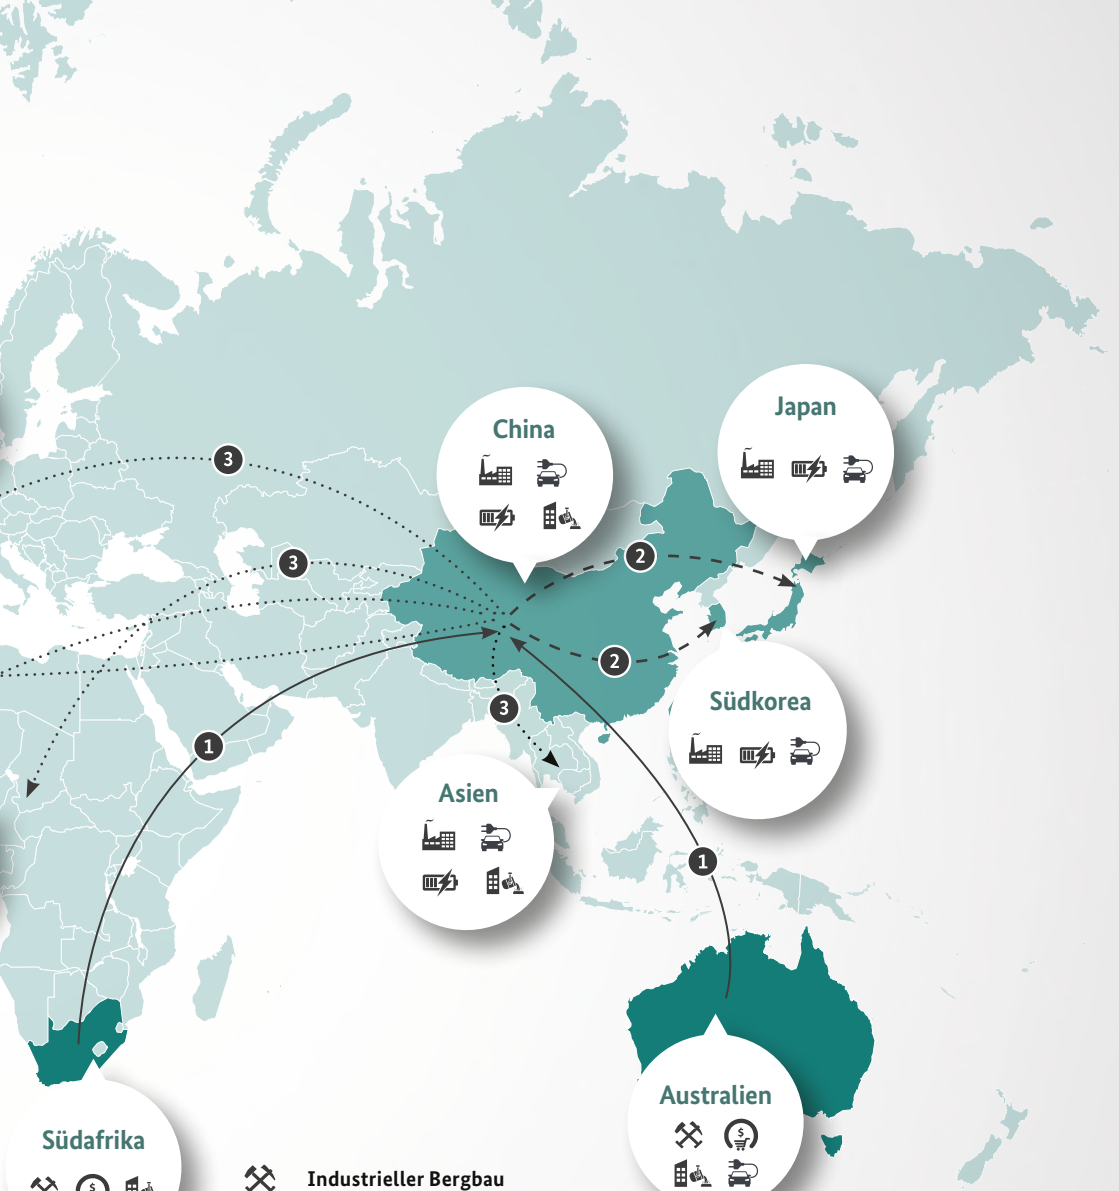 Japan
China
3
2
3
2
Südkorea
3
1
Asien
1
Australien
$
Südafrika
$
Industrieller Bergbau